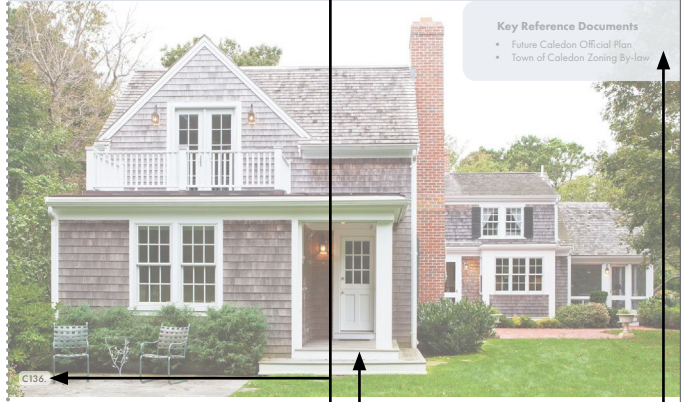 Key Reference Documents
• Future Caledon Official Plan
• Town of Caledon Zoning By-law
C136.